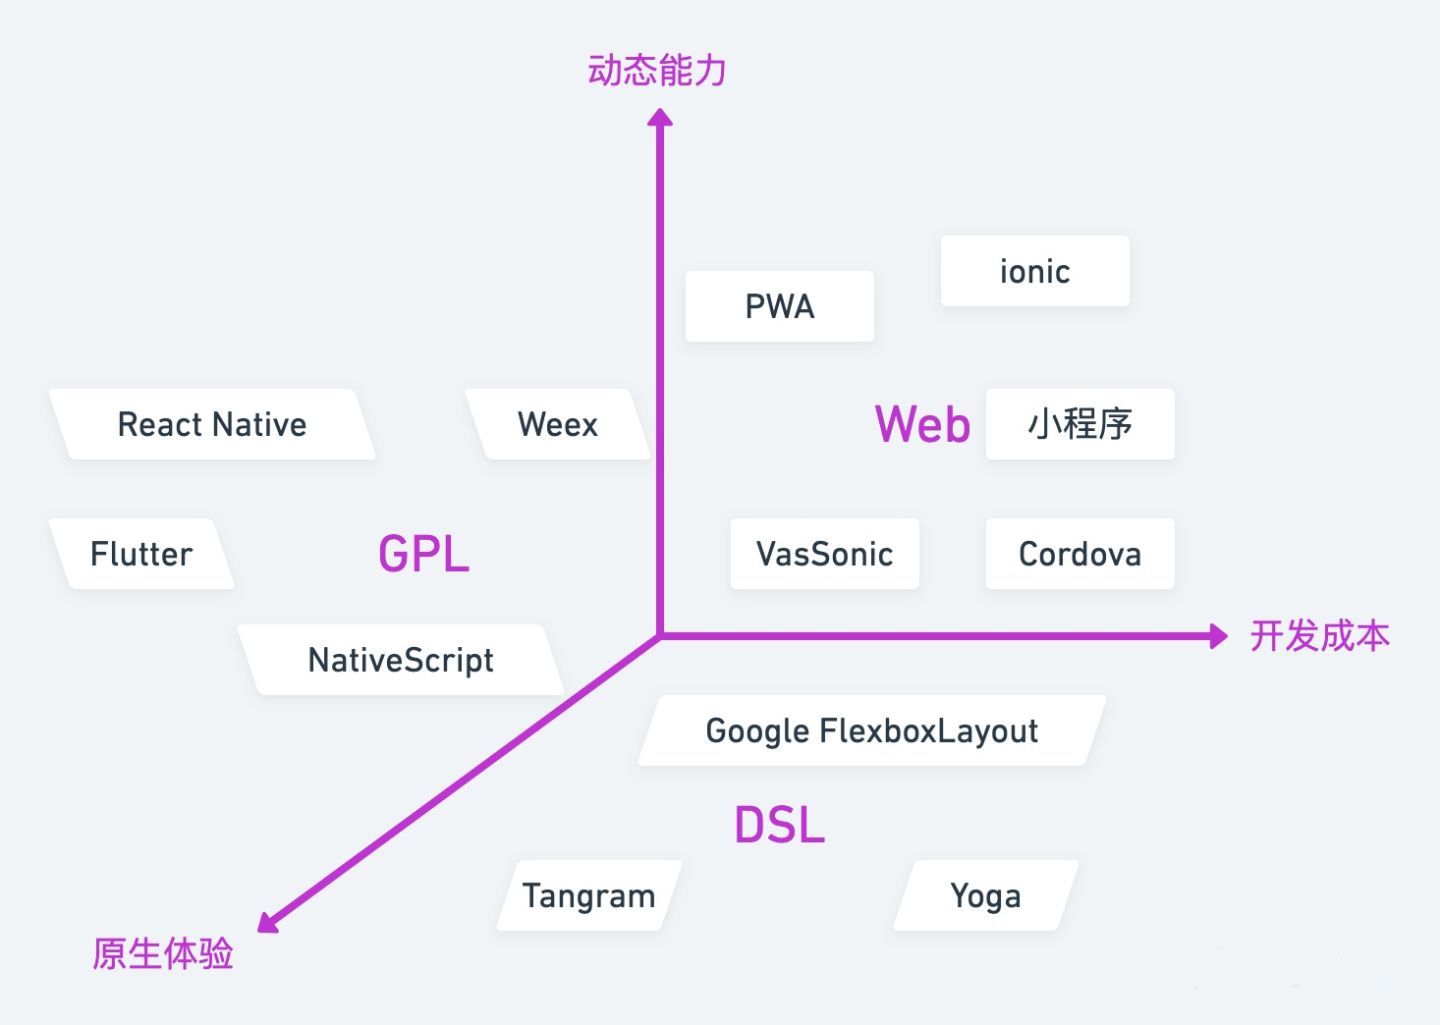 动态能力
ionic
PWA
React Native
Weex
Web
小程序
Flutter
GPL
VasSonic
Cordova
开发成本
NativeScript
Google FlexboxLayout
DSL
Tangram
Yoga
原生体验